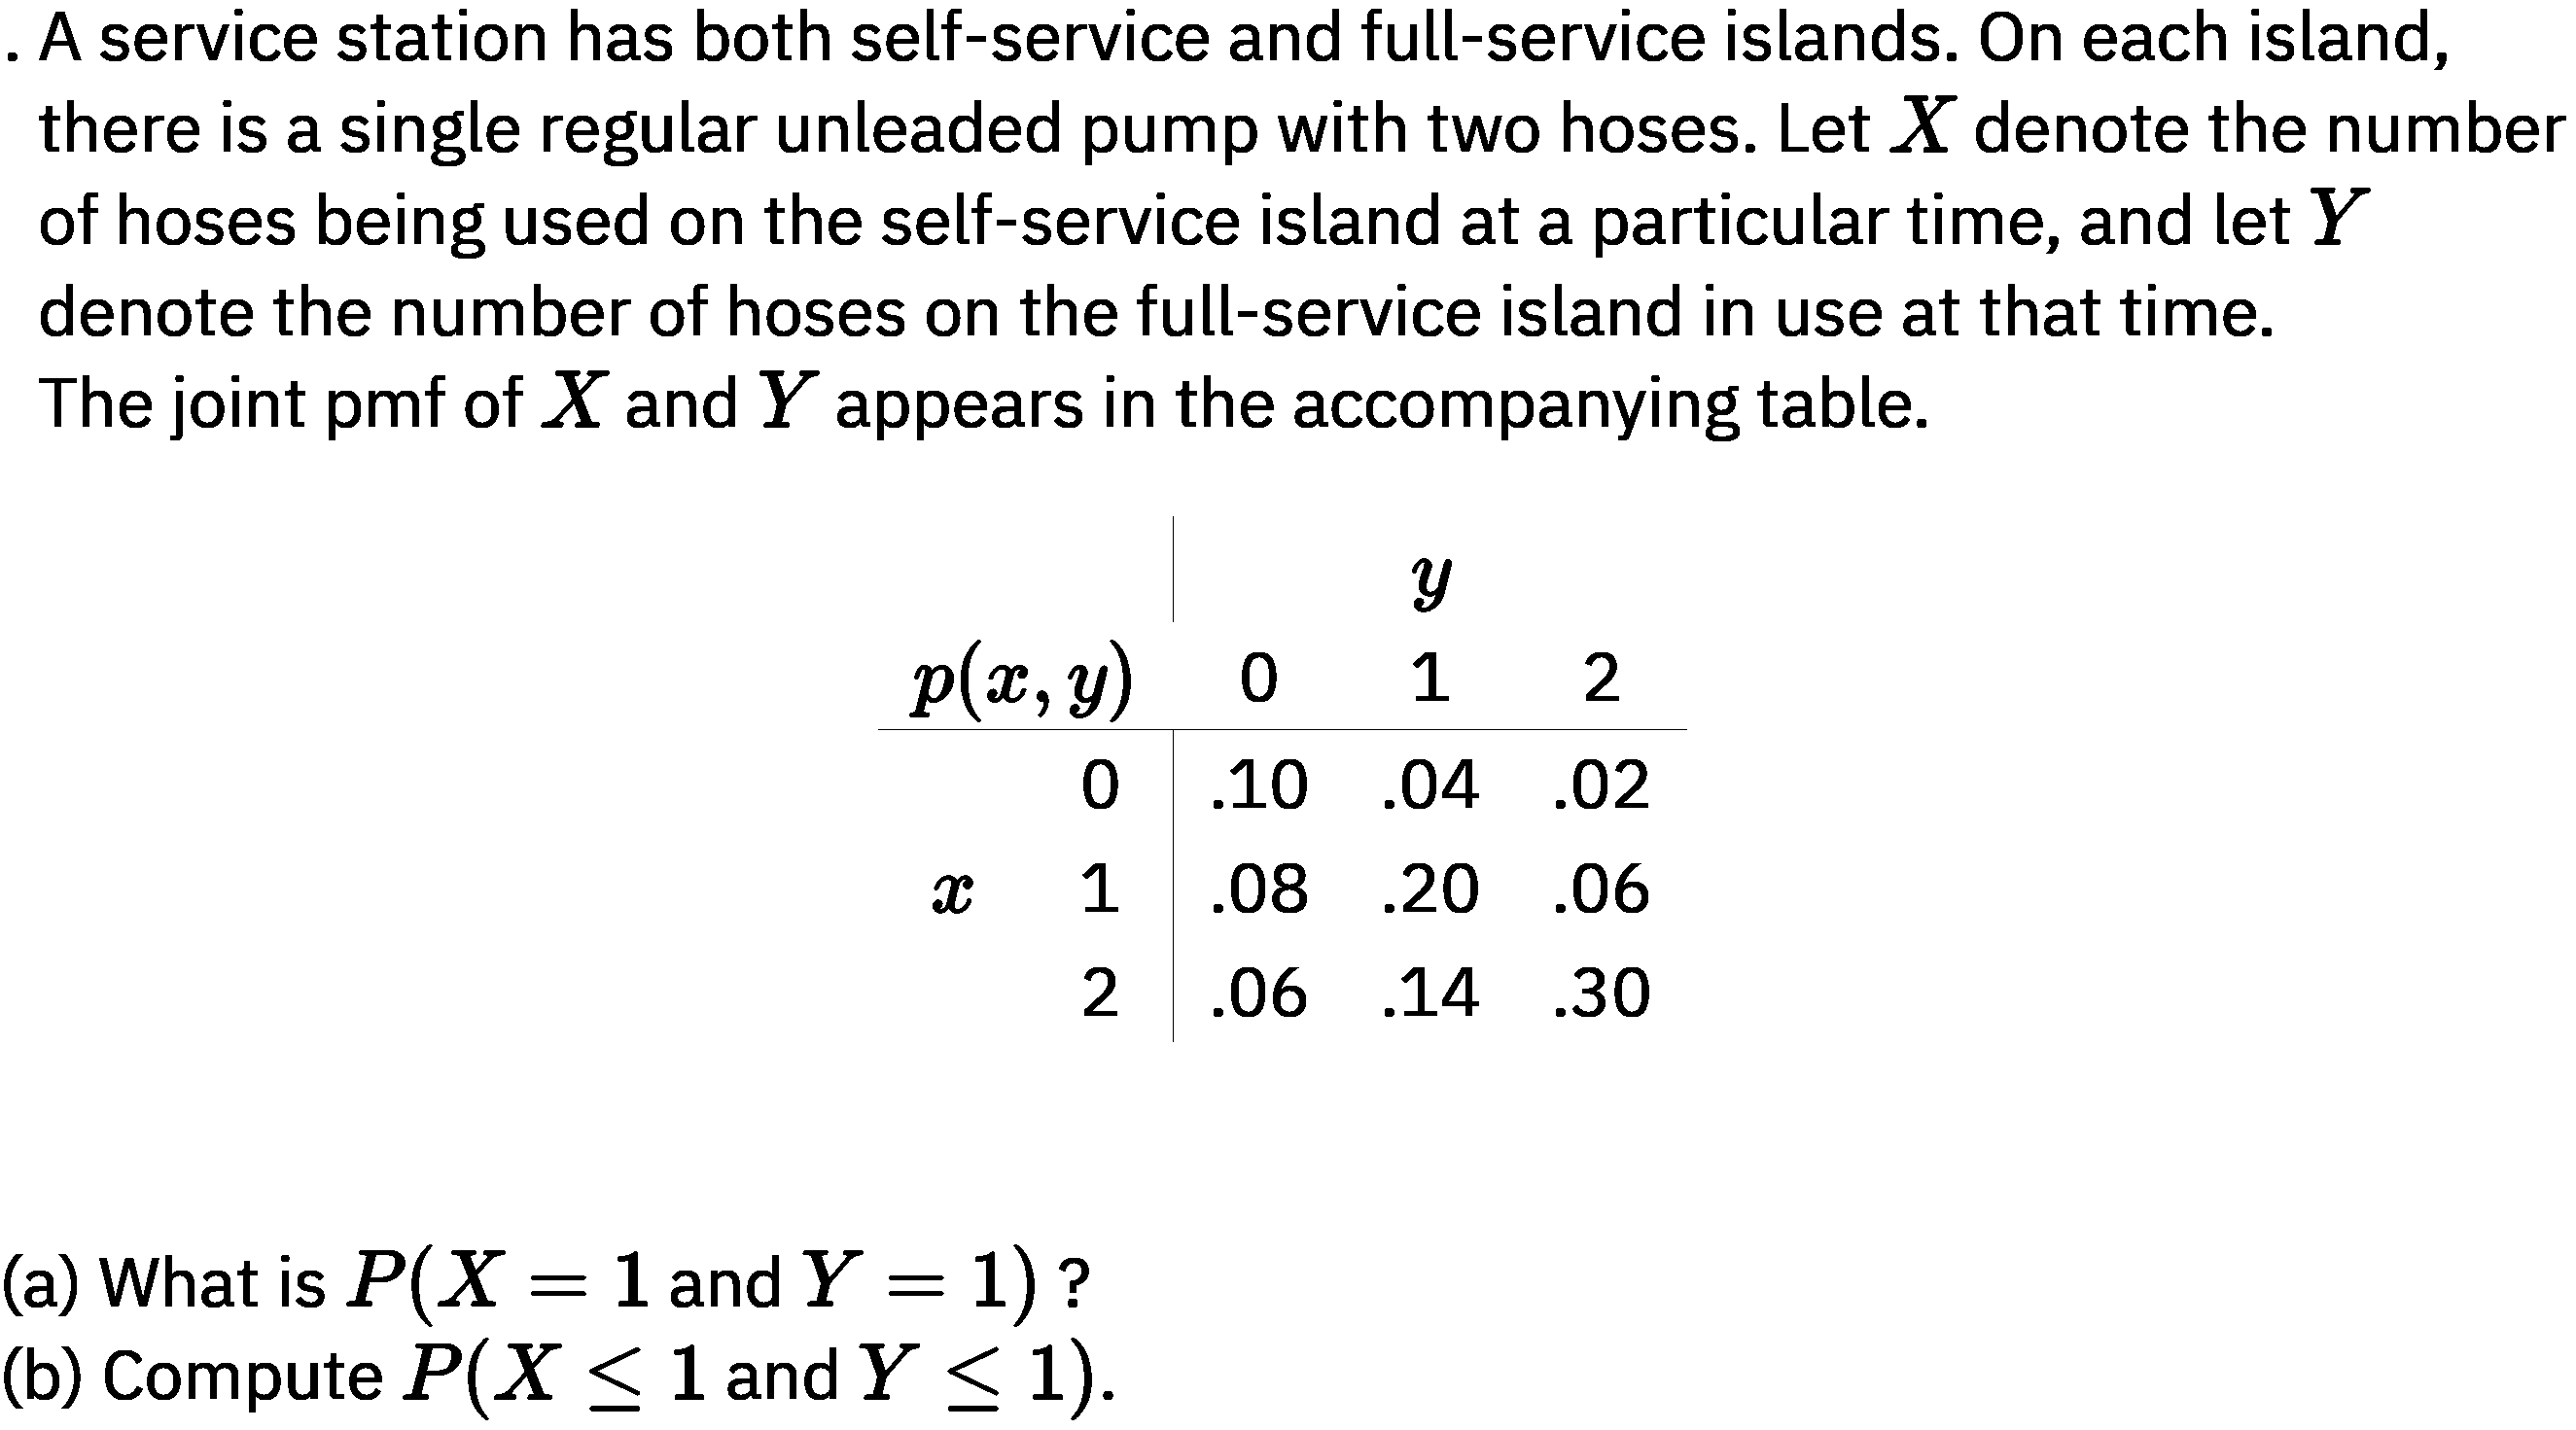 . A service station has both self-service and full-service islands. On each island,
there is a single regular unleaded pump with two hoses. Let X denote the number
of hoses being used on the self-service island at a particular time, and let Y
denote the number of hoses on the full-service island in use at that time.
The joint pmf of X and Y appears in the accompanying table.
y
p(x, y) 0 1 2
0 .10 .04 .02
x 1 .08 .20 .06
2 .06 .14 .30
(a) What is P(X = 1 and Y = 1) ?
(b) Compute P(X ≤ 1 and Y ≤ 1).